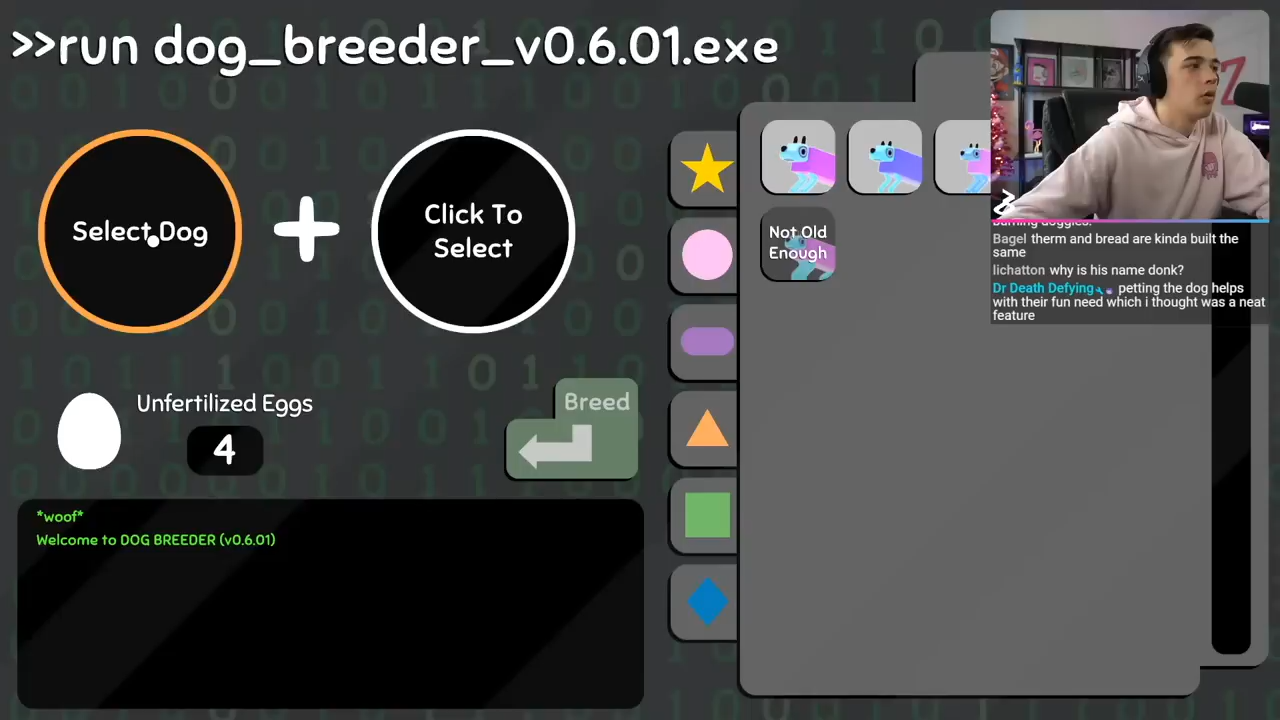 >>run dog_breeder_v0.6.01.exe
Select Dog
Click To
Select
Unfertilized Eggs
4
Breed
*woof*
Welcome to DOG BREEDER (v0.6.01)
Not Old
Enough
Bagel therm and bread are kinda built the
same
lichatton why is his name donk?
Dr Death Defying petting the dog helps
with their fun need which i thought was a neat
feature